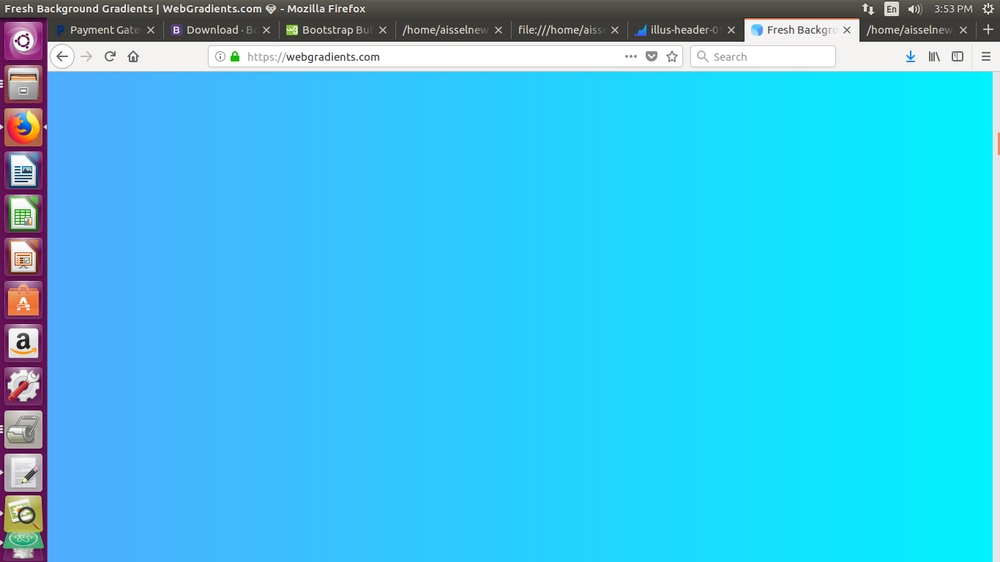 Fresh Background Gradients | WebGradients.com 💎 - Mozilla Firefox
En
3:53 PM
Payment Gate
Download · Bo
Bootstrap But
/home/aisselnew
file:///home/aisse
illus-header-01
Fresh Backgro
/home/aisselnew
https://webgradients.com
Search